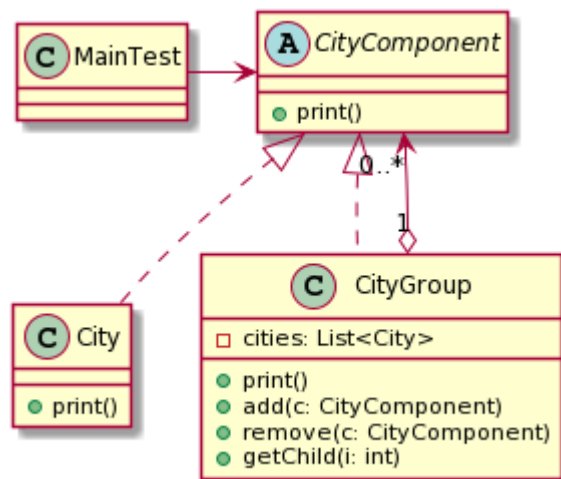 C MainTest
A CityComponent
print()
0..*
1
C City
print()
C CityGroup
cities: List<City>
print()
add(c: CityComponent)
remove(c: CityComponent)
getChild(i: int)